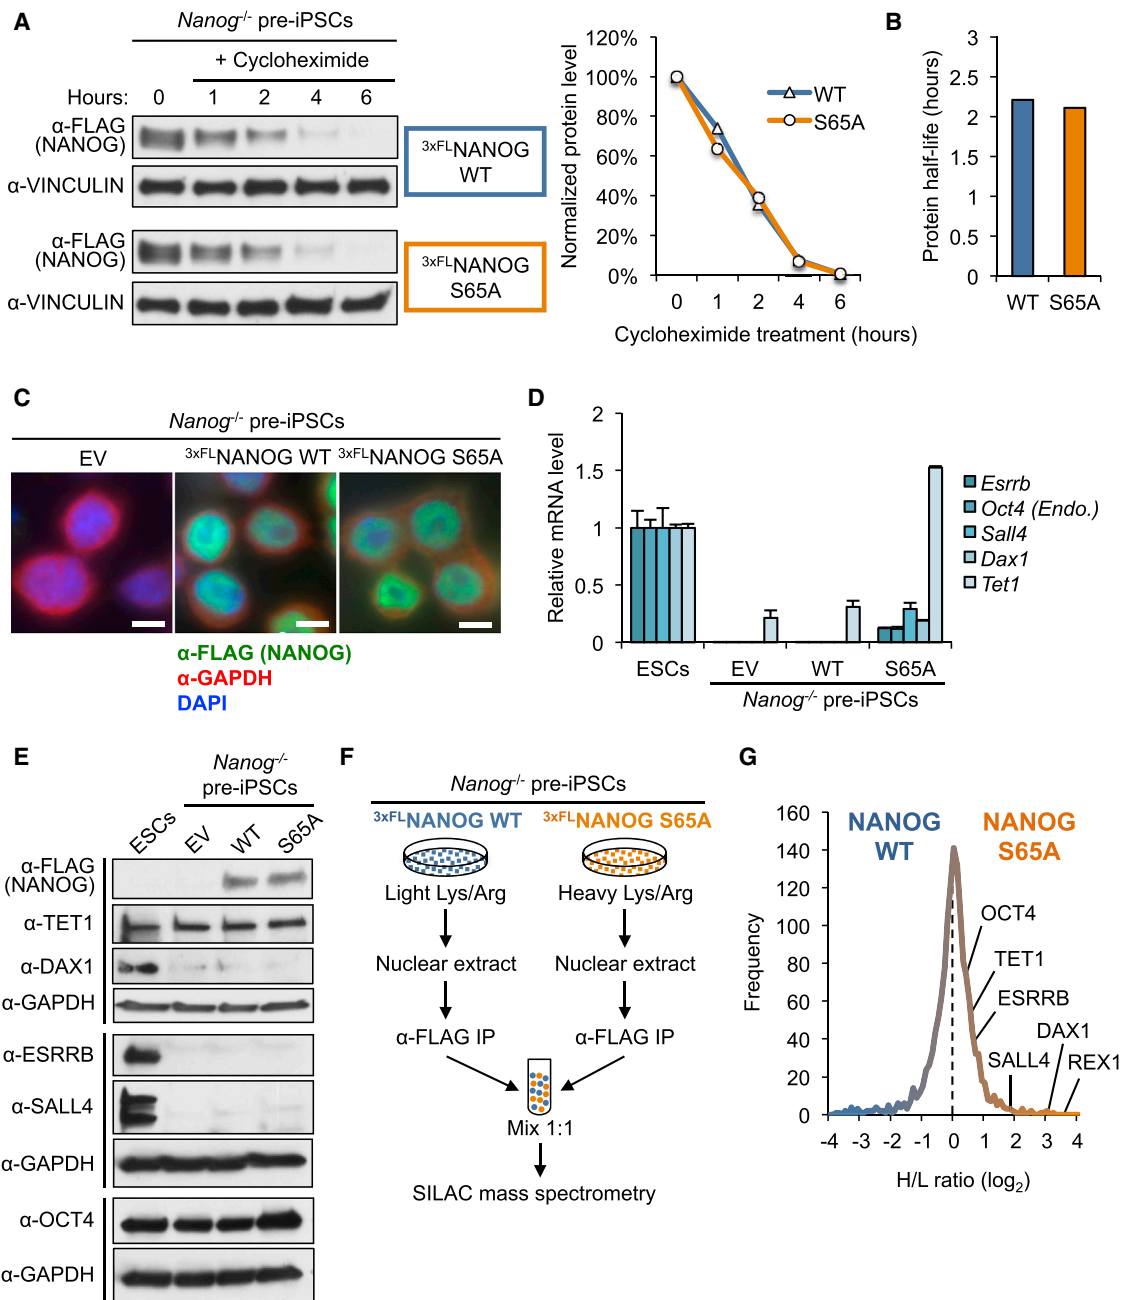 A
Nanog-/- pre-iPSCs
+ Cycloheximide
Hours: 0 1 2 4 6
α-FLAG
(NANOG)
α-VINCULIN
3xFLNANOG
WT
α-FLAG
(NANOG)
α-VINCULIN
3xFLNANOG
S65A
Normalized protein level
120%
100%
80%
60%
40%
20%
0%
WT
S65A
0 1 2 4 6
Cycloheximide treatment (hours)
B
Protein half-life (hours)
3
2.5
2
1.5
1
0.5
0
WT S65A
C
Nanog-/- pre-iPSCs
EV 3xFLNANOG WT 3xFLNANOG S65A
α-FLAG (NANOG)
α-GAPDH
DAPI
D
Relative mRNA level
2
1.5
1
0.5
0
Esrrb
Oct4 (Endo.)
Sall4
Dax1
Tet1
ESCs EV WT S65A
Nanog-/- pre-iPSCs
E
Nanog-/-
pre-iPSCs
ESCs EV WT S65A
α-FLAG
(NANOG)
α-TET1
α-DAX1
α-GAPDH
α-ESRRB
α-SALL4
α-GAPDH
α-OCT4
α-GAPDH
F
Nanog-/- pre-iPSCs
3xFLNANOG WT 3xFLNANOG S65A
Light Lys/Arg Heavy Lys/Arg
Nuclear extract Nuclear extract
α-FLAG IP α-FLAG IP
Mix 1:1
SILAC mass spectrometry
G
Frequency
160
140
120
100
80
60
40
20
0
NANOG
WT
NANOG
S65A
OCT4
TET1
ESRRB
DAX1
SALL4
REX1
-4 -3 -2 -1 0 1 2 3 4
H/L ratio (log2)